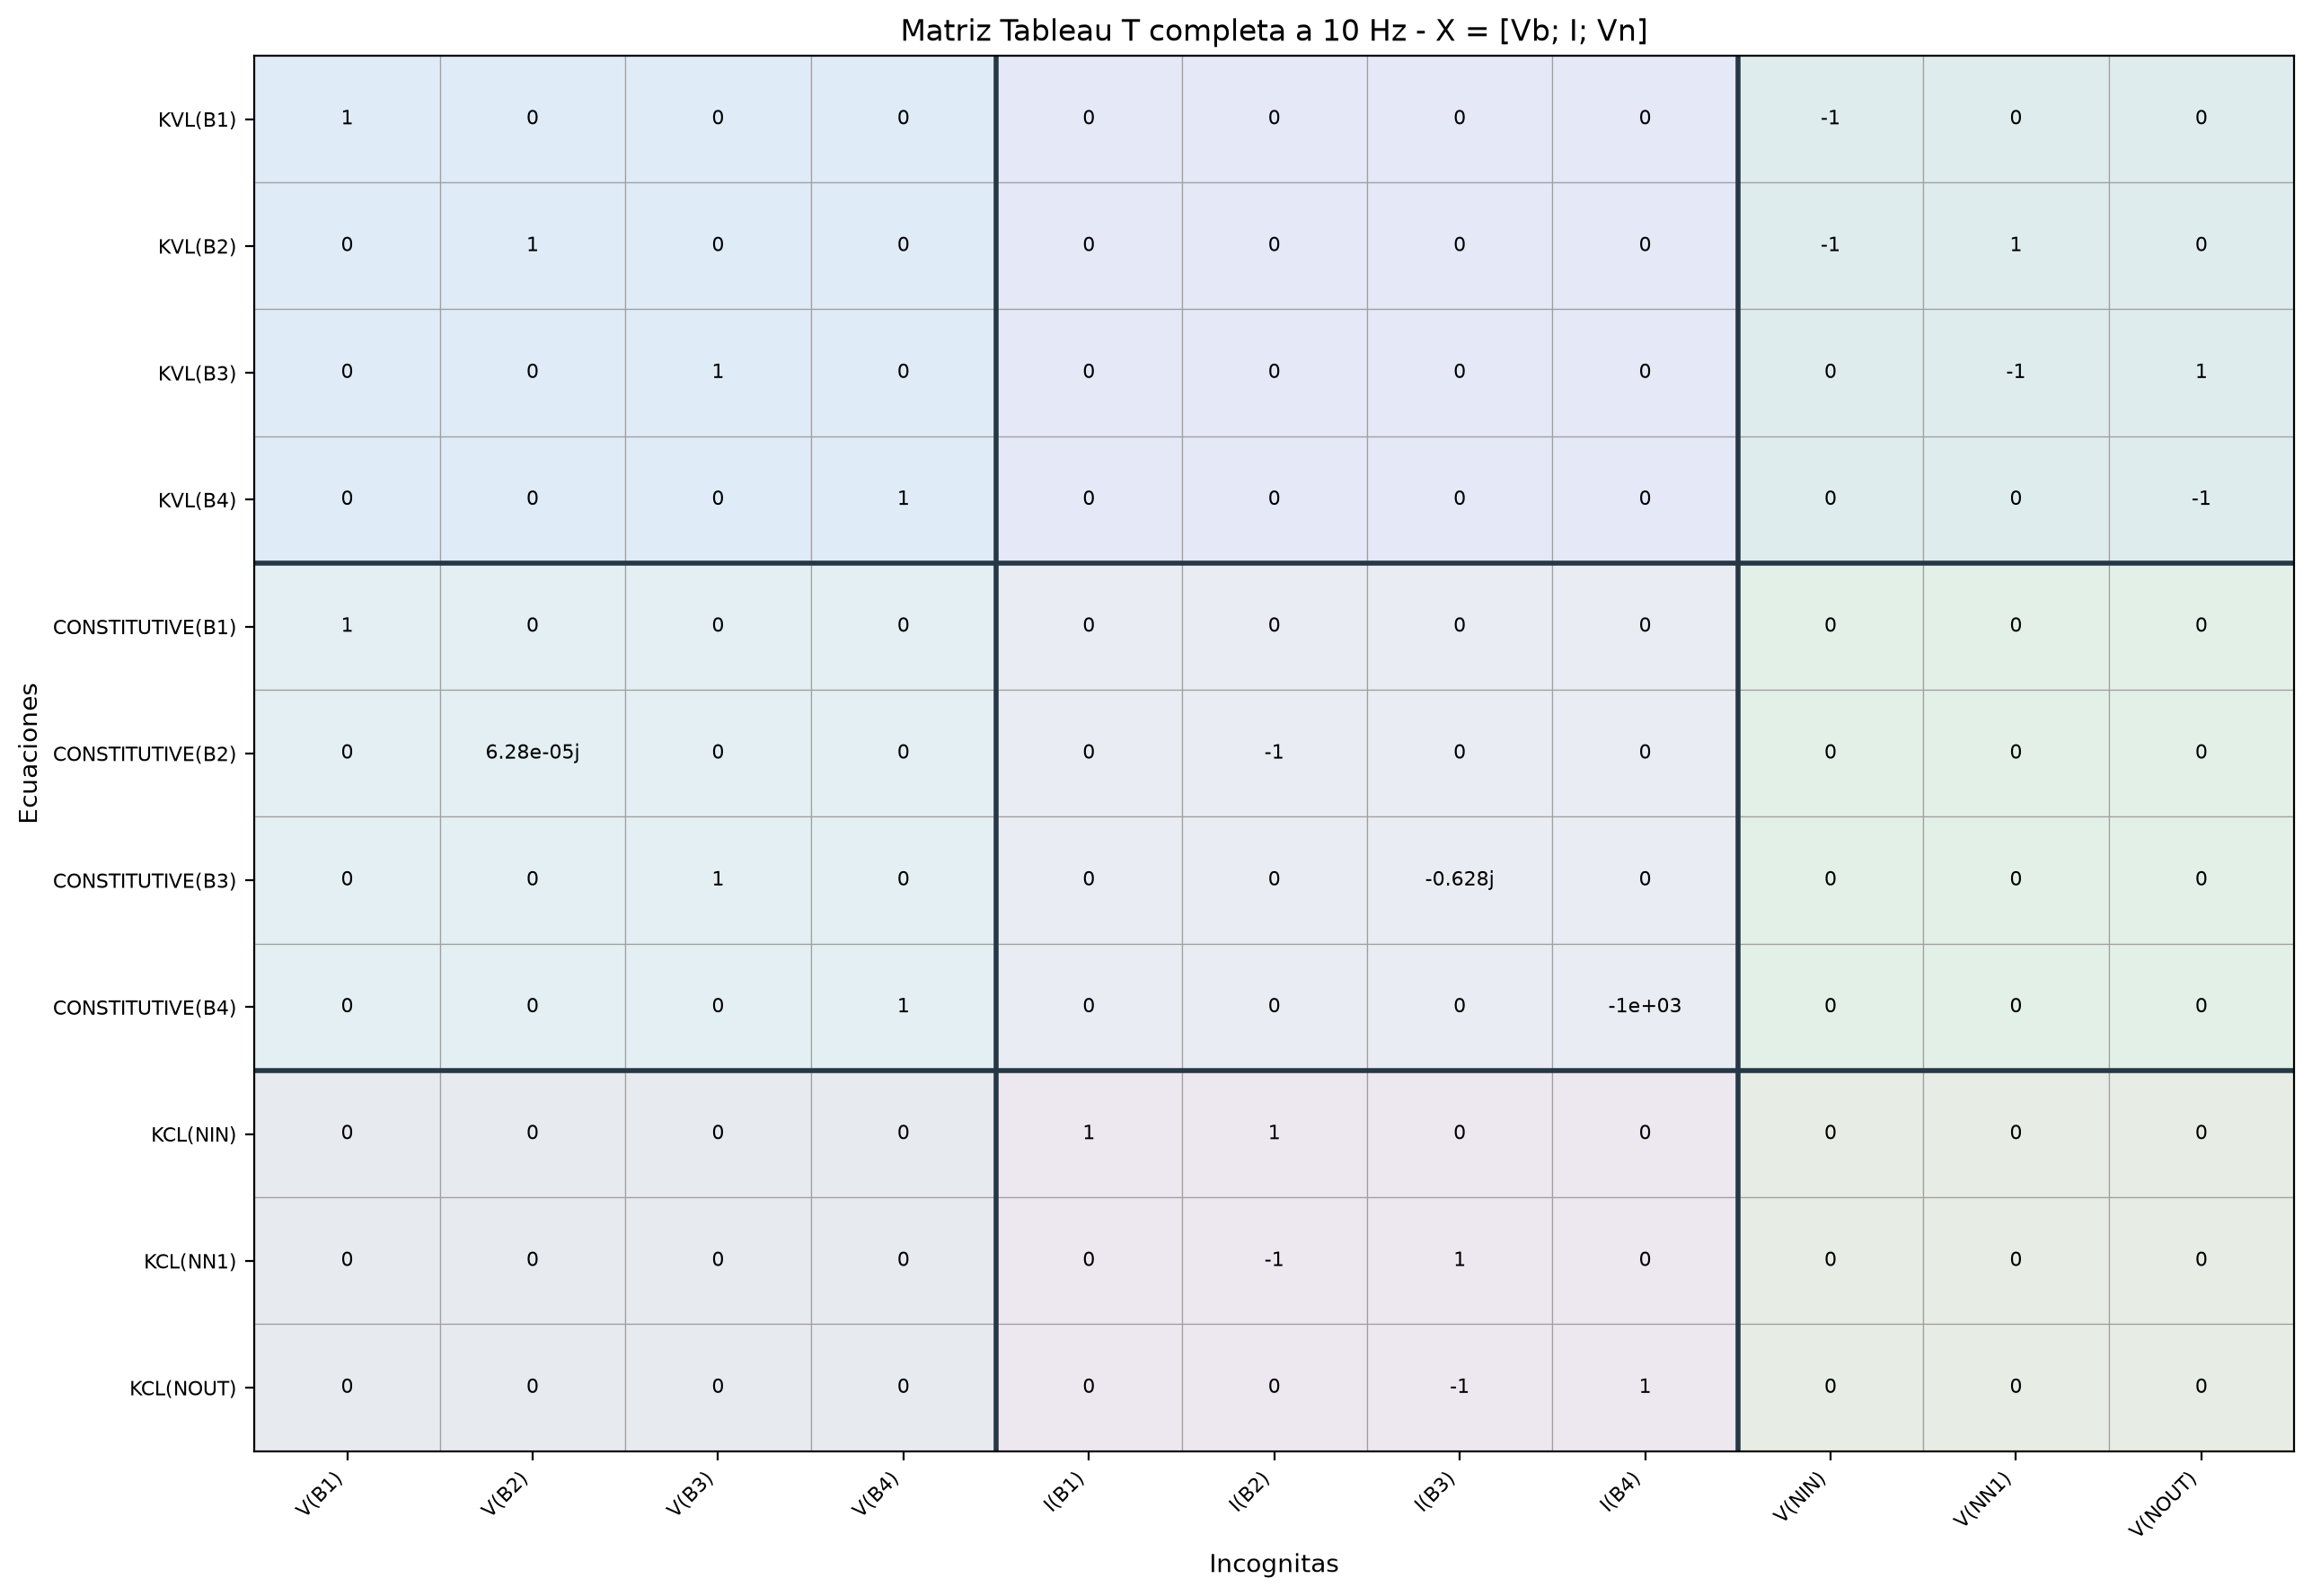 Matriz Tableau T completa a 10 Hz - X = [Vb; I; Vn]
KVL(B1) 1 0 0 0 0 0 0 0 -1 0 0
KVL(B2) 0 1 0 0 0 0 0 0 -1 1 0
KVL(B3) 0 0 1 0 0 0 0 0 0 -1 1
KVL(B4) 0 0 0 1 0 0 0 0 0 0 -1
Ecuaciones
CONSTITUTIVE(B1) 1 0 0 0 0 0 0 0 0 0 0
CONSTITUTIVE(B2) 0 6.28e-05j 0 0 0 -1 0 0 0 0 0
CONSTITUTIVE(B3) 0 0 1 0 0 0 -0.628j 0 0 0 0
CONSTITUTIVE(B4) 0 0 0 1 0 0 0 -1e+03 0 0 0
KCL(NIN) 0 0 0 0 1 1 0 0 0 0 0
KCL(NN1) 0 0 0 0 0 -1 1 0 0 0 0
KCL(NOUT) 0 0 0 0 0 0 -1 1 0 0 0
V(B1) V(B2) V(B3) V(B4) I(B1) I(B2) I(B3) I(B4) V(NIN) V(NN1) V(NOUT)
Incognitas